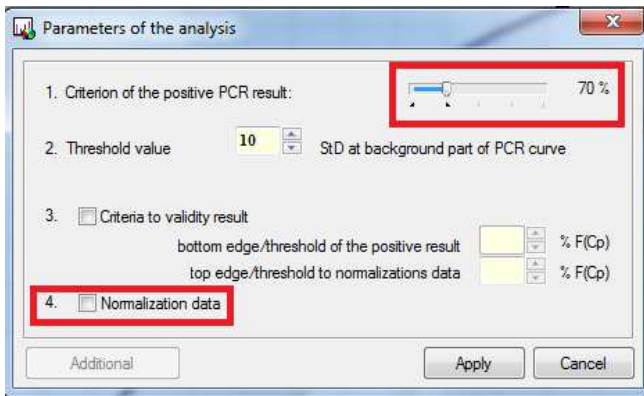 Parameters of the analysis
1. Criterion of the positive PCR result: 70 %
2. Threshold value 10 StD at background part of PCR curve
3. Criteria to validity result
bottom edge/threshold of the positive result % F(Cp)
top edge/threshold to normalizations data % F(Cp)
4. Normalization data
Additional Apply Cancel